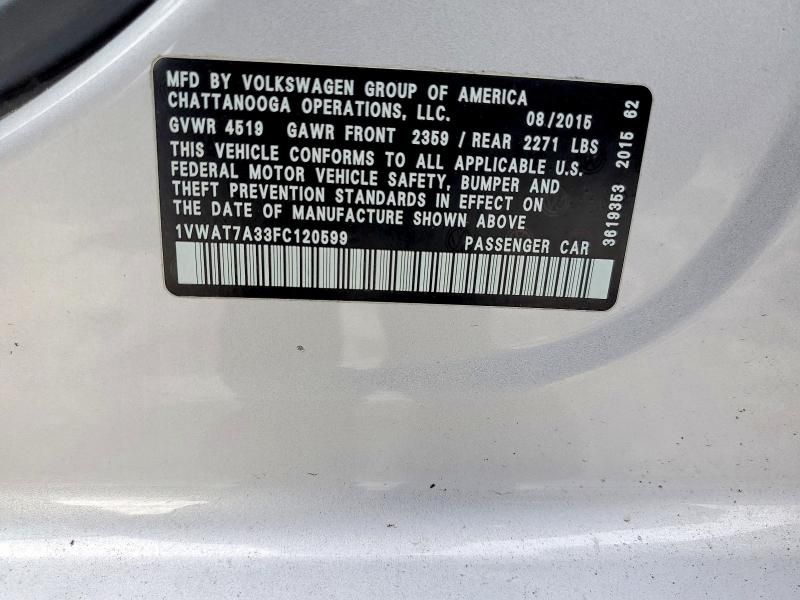 MFD BY VOLKSWAGEN GROUP OF AMERICA
CHATTANOOGA OPERATIONS, LLC. 08/2015
GVWR 4519 GAWR FRONT 2359 / REAR 2271 LBS
THIS VEHICLE CONFORMS TO ALL APPLICABLE U.S.
FEDERAL MOTOR VEHICLE SAFETY, BUMPER AND
THEFT PREVENTION STANDARDS IN EFFECT ON
THE DATE OF MANUFACTURE SHOWN ABOVE
1VWAT7A33FC120599 PASSENGER CAR
3619353 2015 62